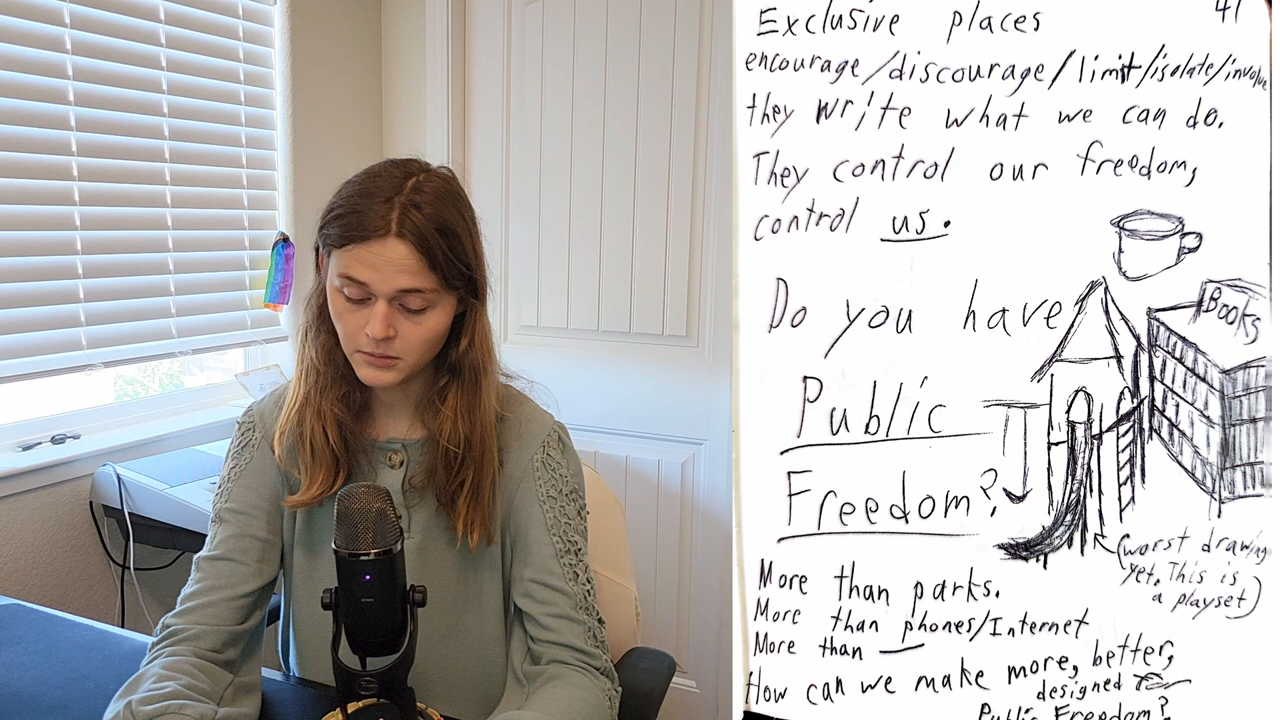 41
Exclusive places
encourage/discourage/limit/isolate/involve
they write what we can do.
They control our freedom,
control us.
Do you have
Books
Public
Freedom?
(worst drawing
yet. This is
a playset)
More than parks.
More than phones/Internet
More than
How can we make more, better,
designed
Public Freedom?